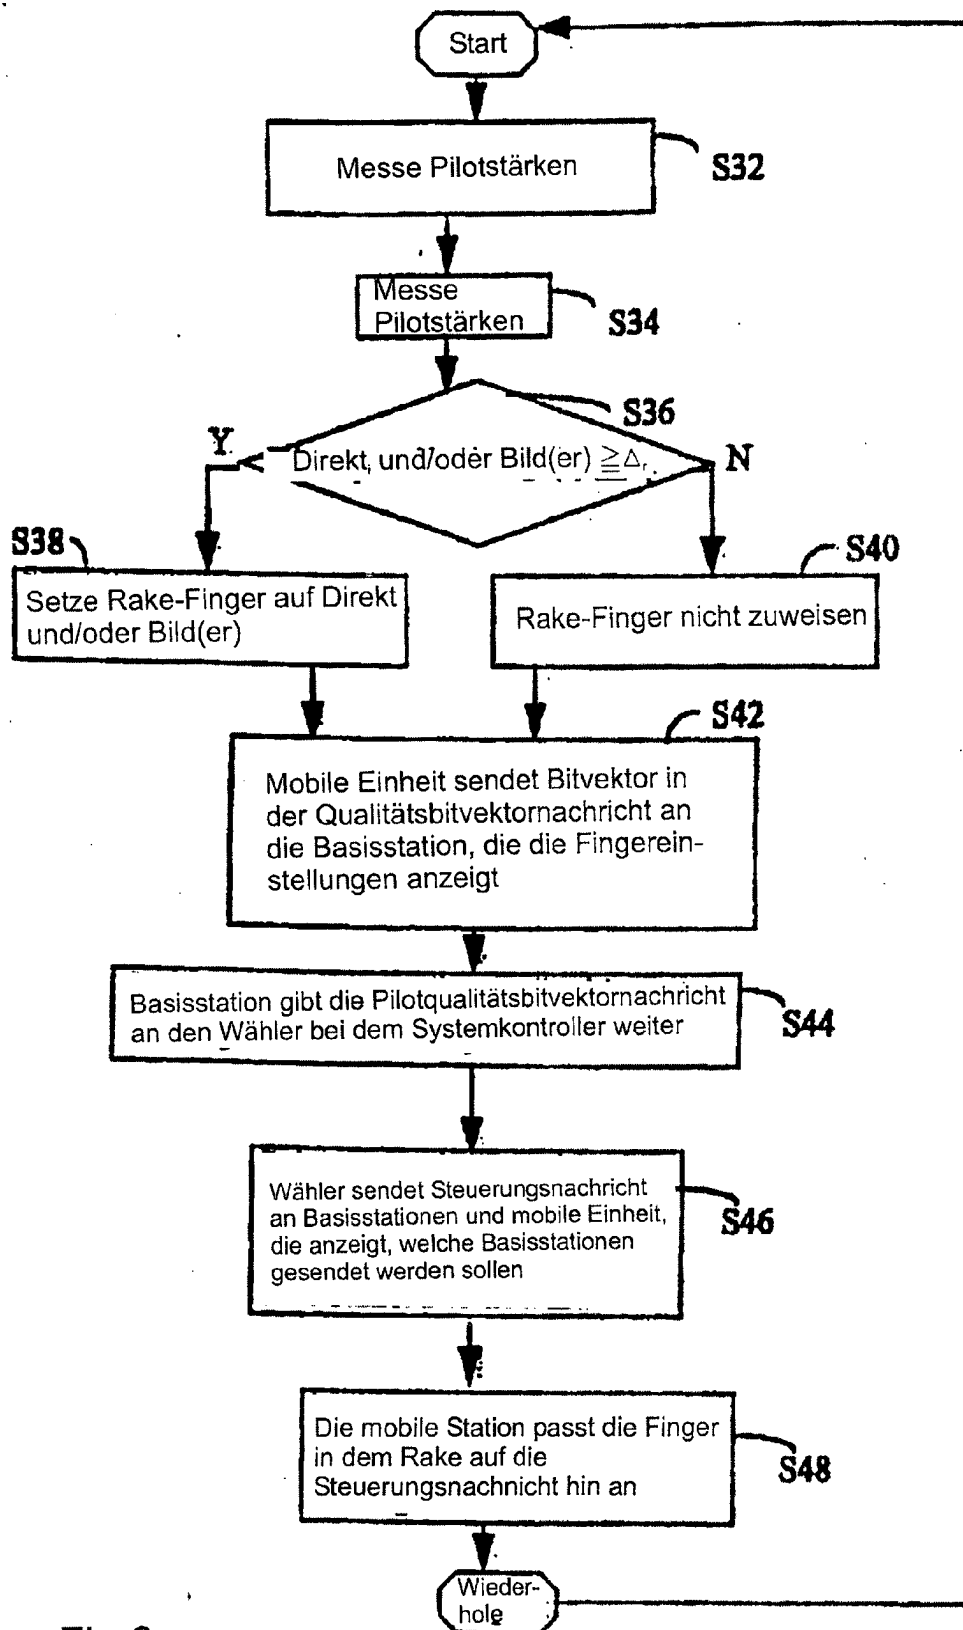 Start
Messe Pilotstärken
S32
Messe
Pilotstärken
S34
S36
Y
Direkt, und/oder Bild(er) ≧Δr
N
S38
S40
Setze Rake-Finger auf Direkt
und/oder Bild(er)
Rake-Finger nicht zuweisen
S42
Mobile Einheit sendet Bitvektor in
der Qualitätsbitvektornachricht an
die Basisstation, die die Fingerein-
stellungen anzeigt
Basisstation gibt die Pilotqualitätsbitvektornachricht
an den Wähler bei dem Systemkontroller weiter
S44
Wähler sendet Steuerungsnachricht
an Basisstationen und mobile Einheit,
die anzeigt, welche Basisstationen
gesendet werden sollen
S46
Die mobile Station passt die Finger
in dem Rake auf die
Steuerungsnachnicht hin an
S48
Wieder-
hole